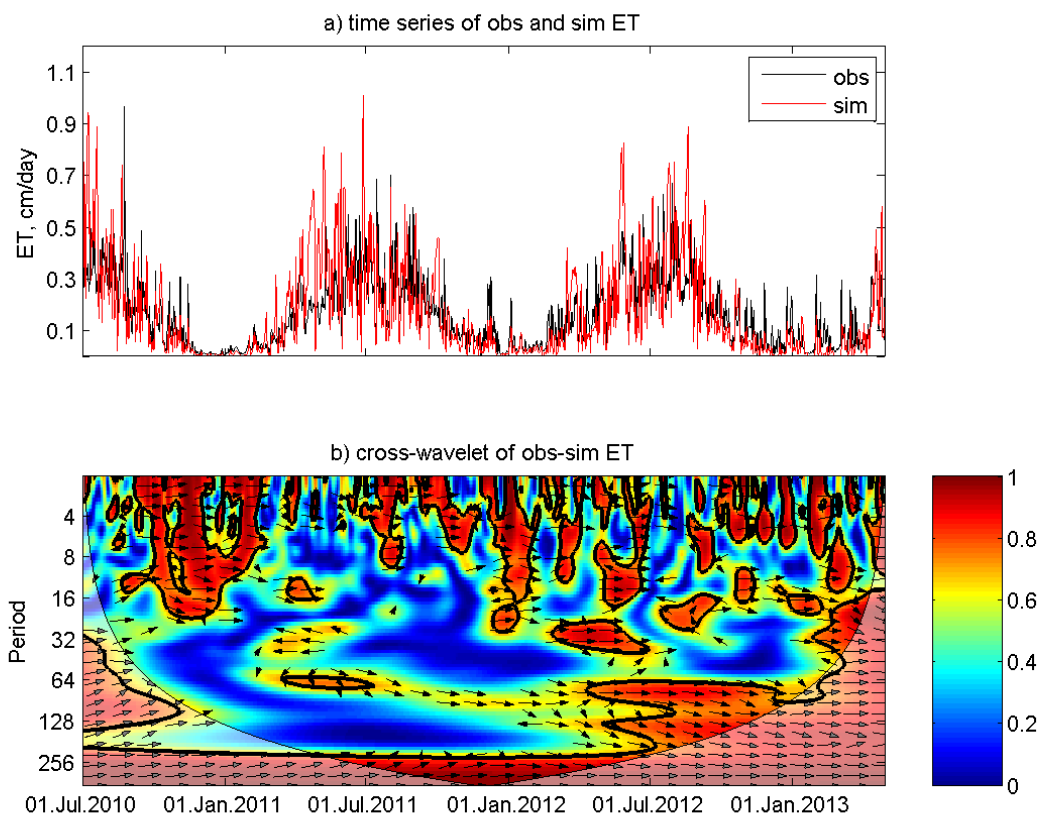 a) time series of obs and sim ET
1.1
0.9
0.7
0.5
0.3
0.1
ET, cm/day
obs
sim
b) cross-wavelet of obs-sim ET
4
8
16
32
64
128
256
Period
01.Jul.2010 01.Jan.2011 01.Jul.2011 01.Jan.2012 01.Jul.2012 01.Jan.2013
1
0.8
0.6
0.4
0.2
0